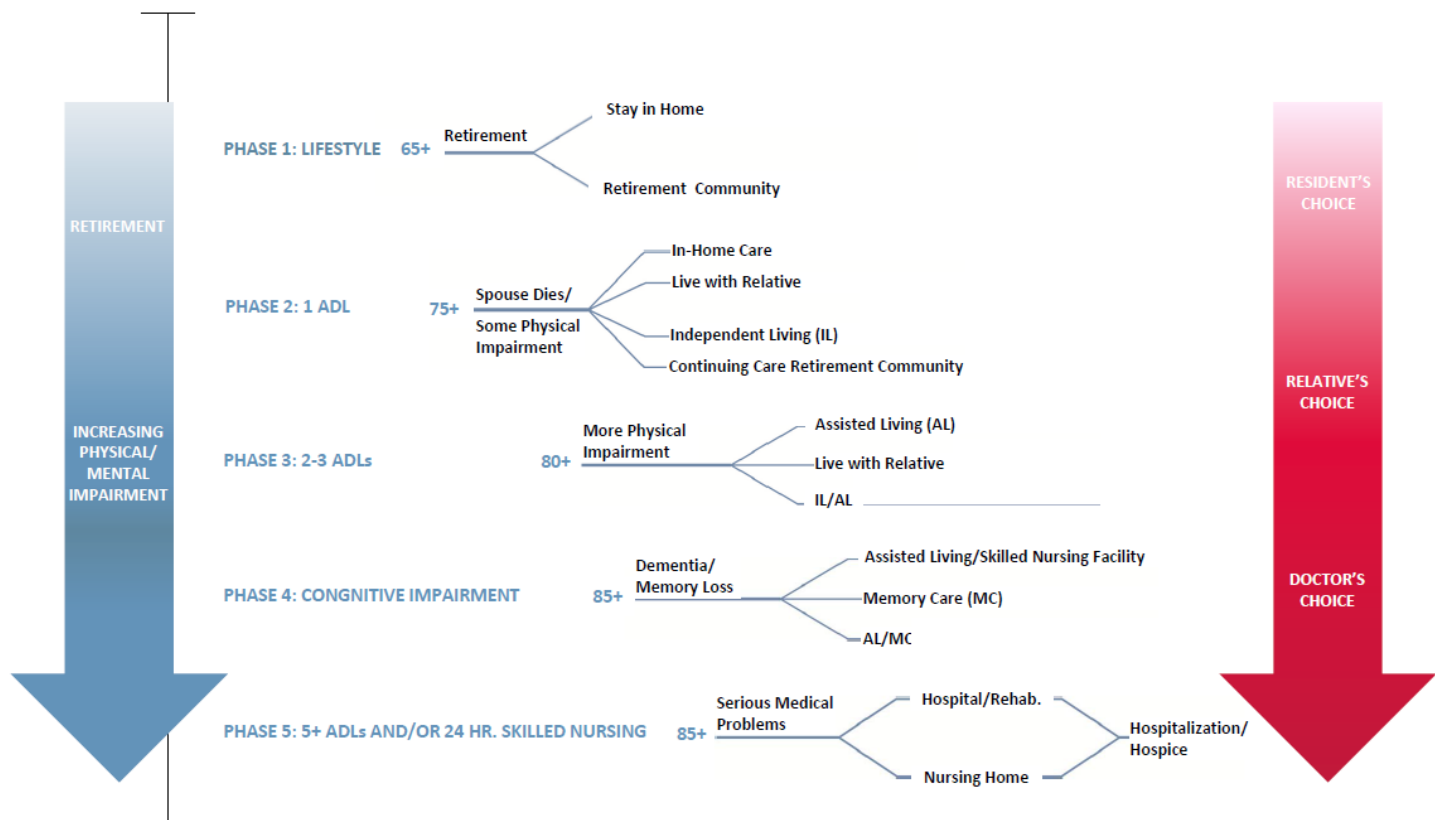 Stay in Home
PHASE 1: LIFESTYLE 65+ Retirement
Retirement Community
RETIREMENT
RESIDENT'S
CHOICE
In-Home Care
Live with Relative
PHASE 2: 1 ADL 75+ Spouse Dies/
Some Physical
Impairment
Independent Living (IL)
Continuing Care Retirement Community
RELATIVE'S
CHOICE
INCREASING
PHYSICAL/
MENTAL
IMPAIRMENT
PHASE 3: 2-3 ADLs 80+ More Physical
Impairment
Assisted Living (AL)
Live with Relative
IL/AL
PHASE 4: CONGNITIVE IMPAIRMENT 85+ Dementia/
Memory Loss
Assisted Living/Skilled Nursing Facility
Memory Care (MC)
AL/MC
DOCTOR'S
CHOICE
PHASE 5: 5+ ADLs AND/OR 24 HR. SKILLED NURSING 85+ Serious Medical
Problems
Hospital/Rehab.
Nursing Home
Hospitalization/
Hospice